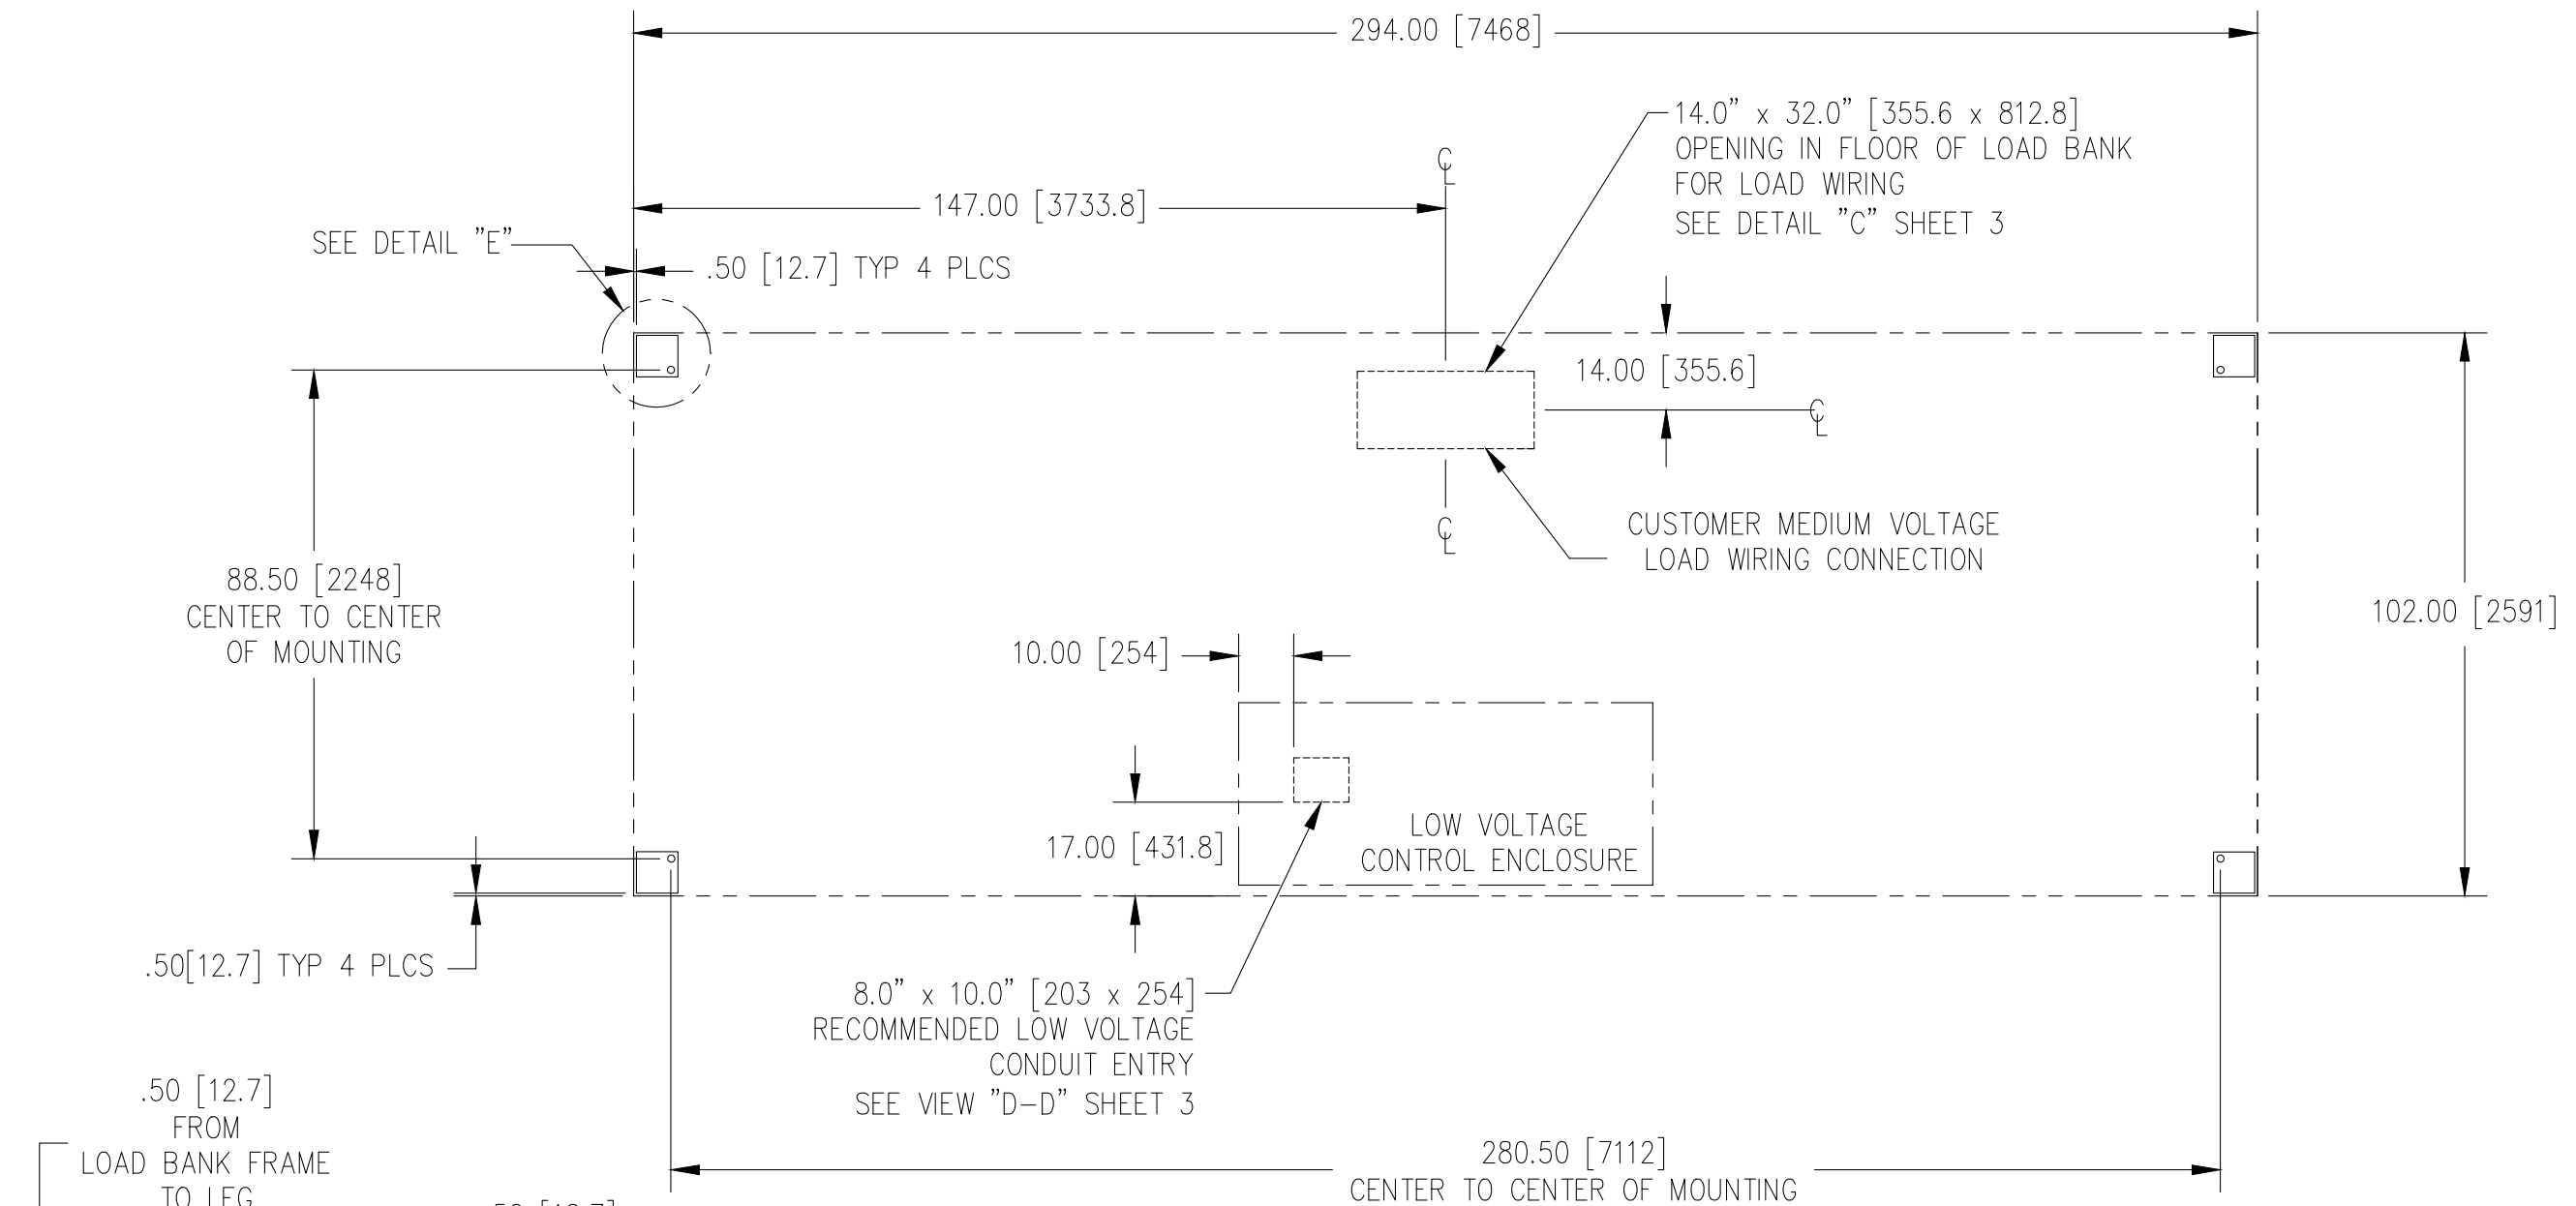 294.00 [7468]
14.0" x 32.0" [355.6 x 812.8]
OPENING IN FLOOR OF LOAD BANK
FOR LOAD WIRING
SEE DETAIL "C" SHEET 3
℄
147.00 [3733.8]
SEE DETAIL "E"
.50 [12.7] TYP 4 PLCS
14.00 [355.6]
℄
℄
CUSTOMER MEDIUM VOLTAGE
LOAD WIRING CONNECTION
88.50 [2248]
CENTER TO CENTER
OF MOUNTING
102.00 [2591]
10.00 [254]
17.00 [431.8]
LOW VOLTAGE
CONTROL ENCLOSURE
.50[12.7] TYP 4 PLCS
8.0" x 10.0" [203 x 254]
RECOMMENDED LOW VOLTAGE
CONDUIT ENTRY
SEE VIEW "D-D" SHEET 3
.50 [12.7]
FROM
LOAD BANK FRAME
TO LEG
280.50 [7112]
CENTER TO CENTER OF MOUNTING